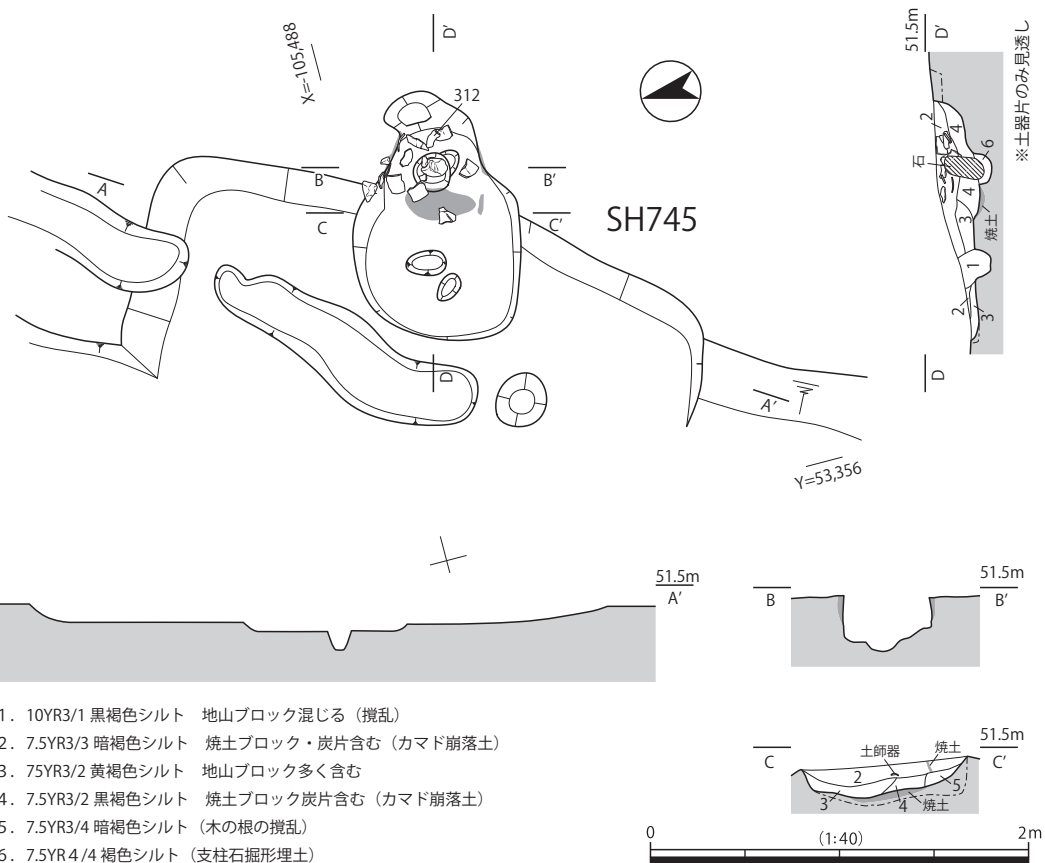 X=-105,488
D'
312
51.5m
D'
※土器片のみ見透し
A
B
B'
C
C'
SH745
2
4
6
石
4
3
焼土
1
2
3
D
D
A'
N
Y=53,356
51.5m
A'
B
51.5m
B'
1．10YR3/1 黒褐色シルト　地山ブロック混じる（撹乱）
2．7.5YR3/3 暗褐色シルト　焼土ブロック・炭片含む（カマド崩落土）
3．75YR3/2 黄褐色シルト　地山ブロック多く含む
4．7.5YR3/2 黒褐色シルト　焼土ブロック炭片含む（カマド崩落土）
5．7.5YR3/4 暗褐色シルト（木の根の撹乱）
6．7.5YR４/4 褐色シルト（支柱石掘形埋土）
C
土師器
焼土
51.5m
C'
2
3
4
焼土
5
0
(1:40)
2m